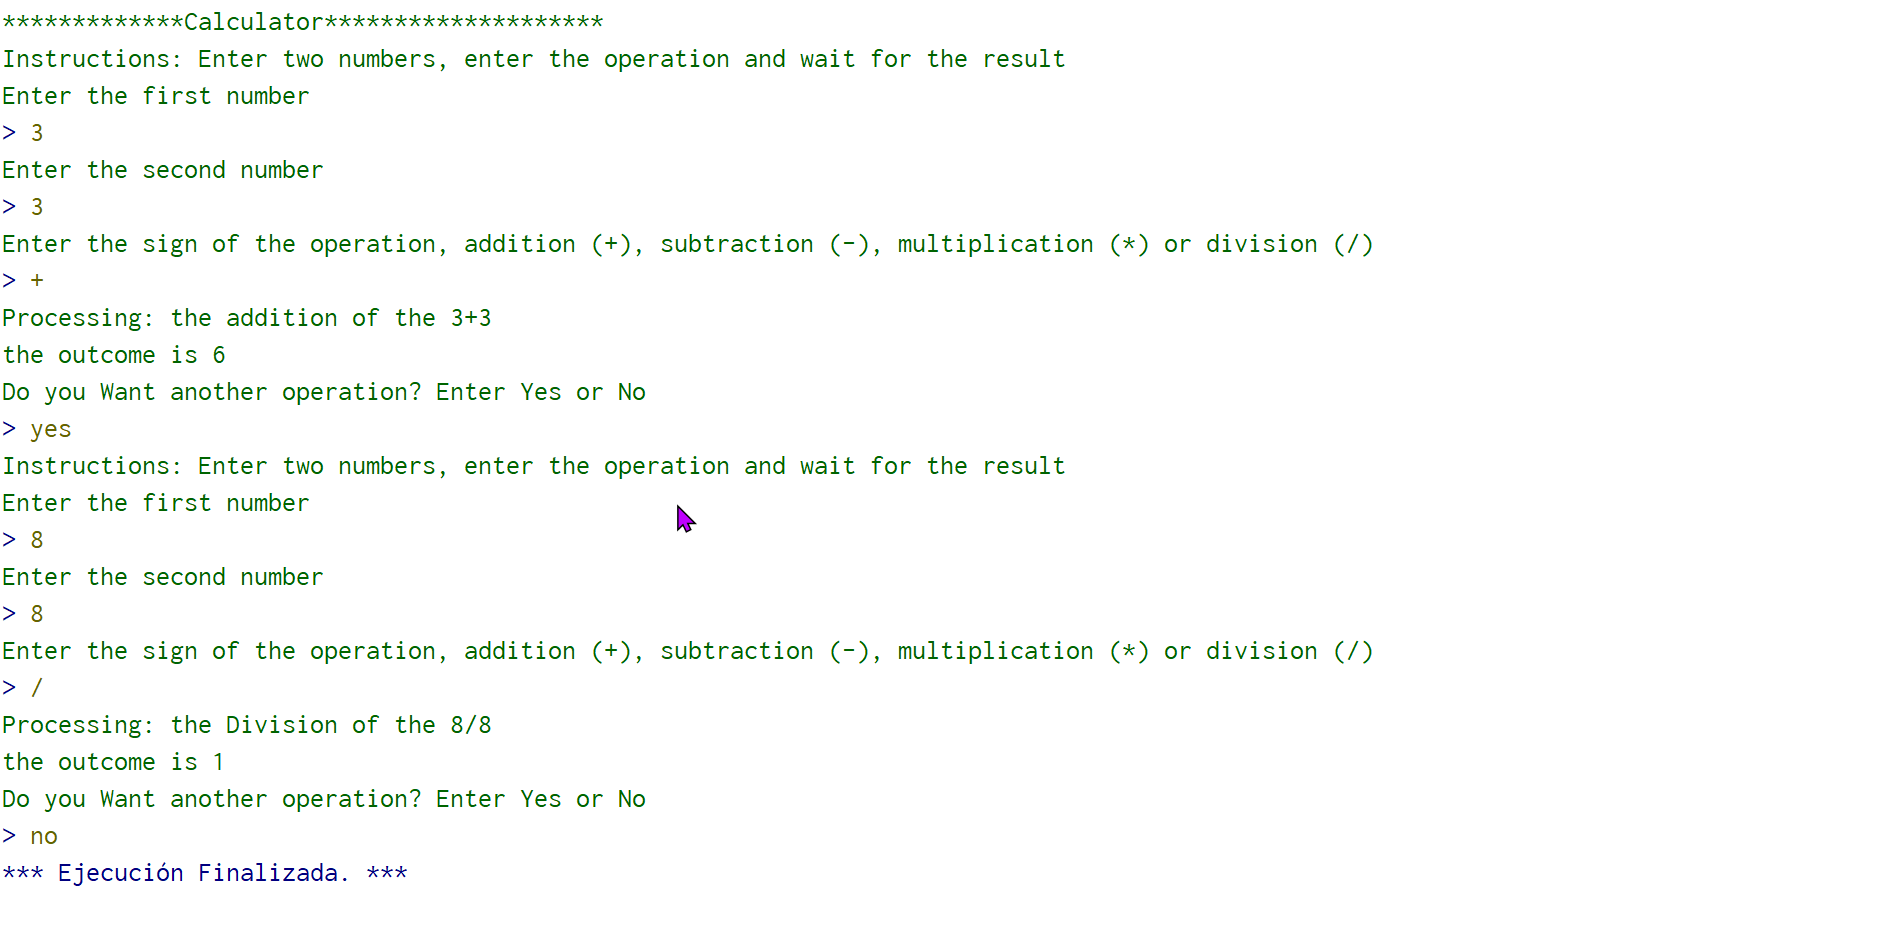 *************Calculator********************
Instructions: Enter two numbers, enter the operation and wait for the result
Enter the first number
> 3
Enter the second number
> 3
Enter the sign of the operation, addition (+), subtraction (-), multiplication (*) or division (/)
> +
Processing: the addition of the 3+3
the outcome is 6
Do you Want another operation? Enter Yes or No
> yes
Instructions: Enter two numbers, enter the operation and wait for the result
Enter the first number
> 8
Enter the second number
> 8
Enter the sign of the operation, addition (+), subtraction (-), multiplication (*) or division (/)
> /
Processing: the Division of the 8/8
the outcome is 1
Do you Want another operation? Enter Yes or No
> no
*** Ejecución Finalizada. ***